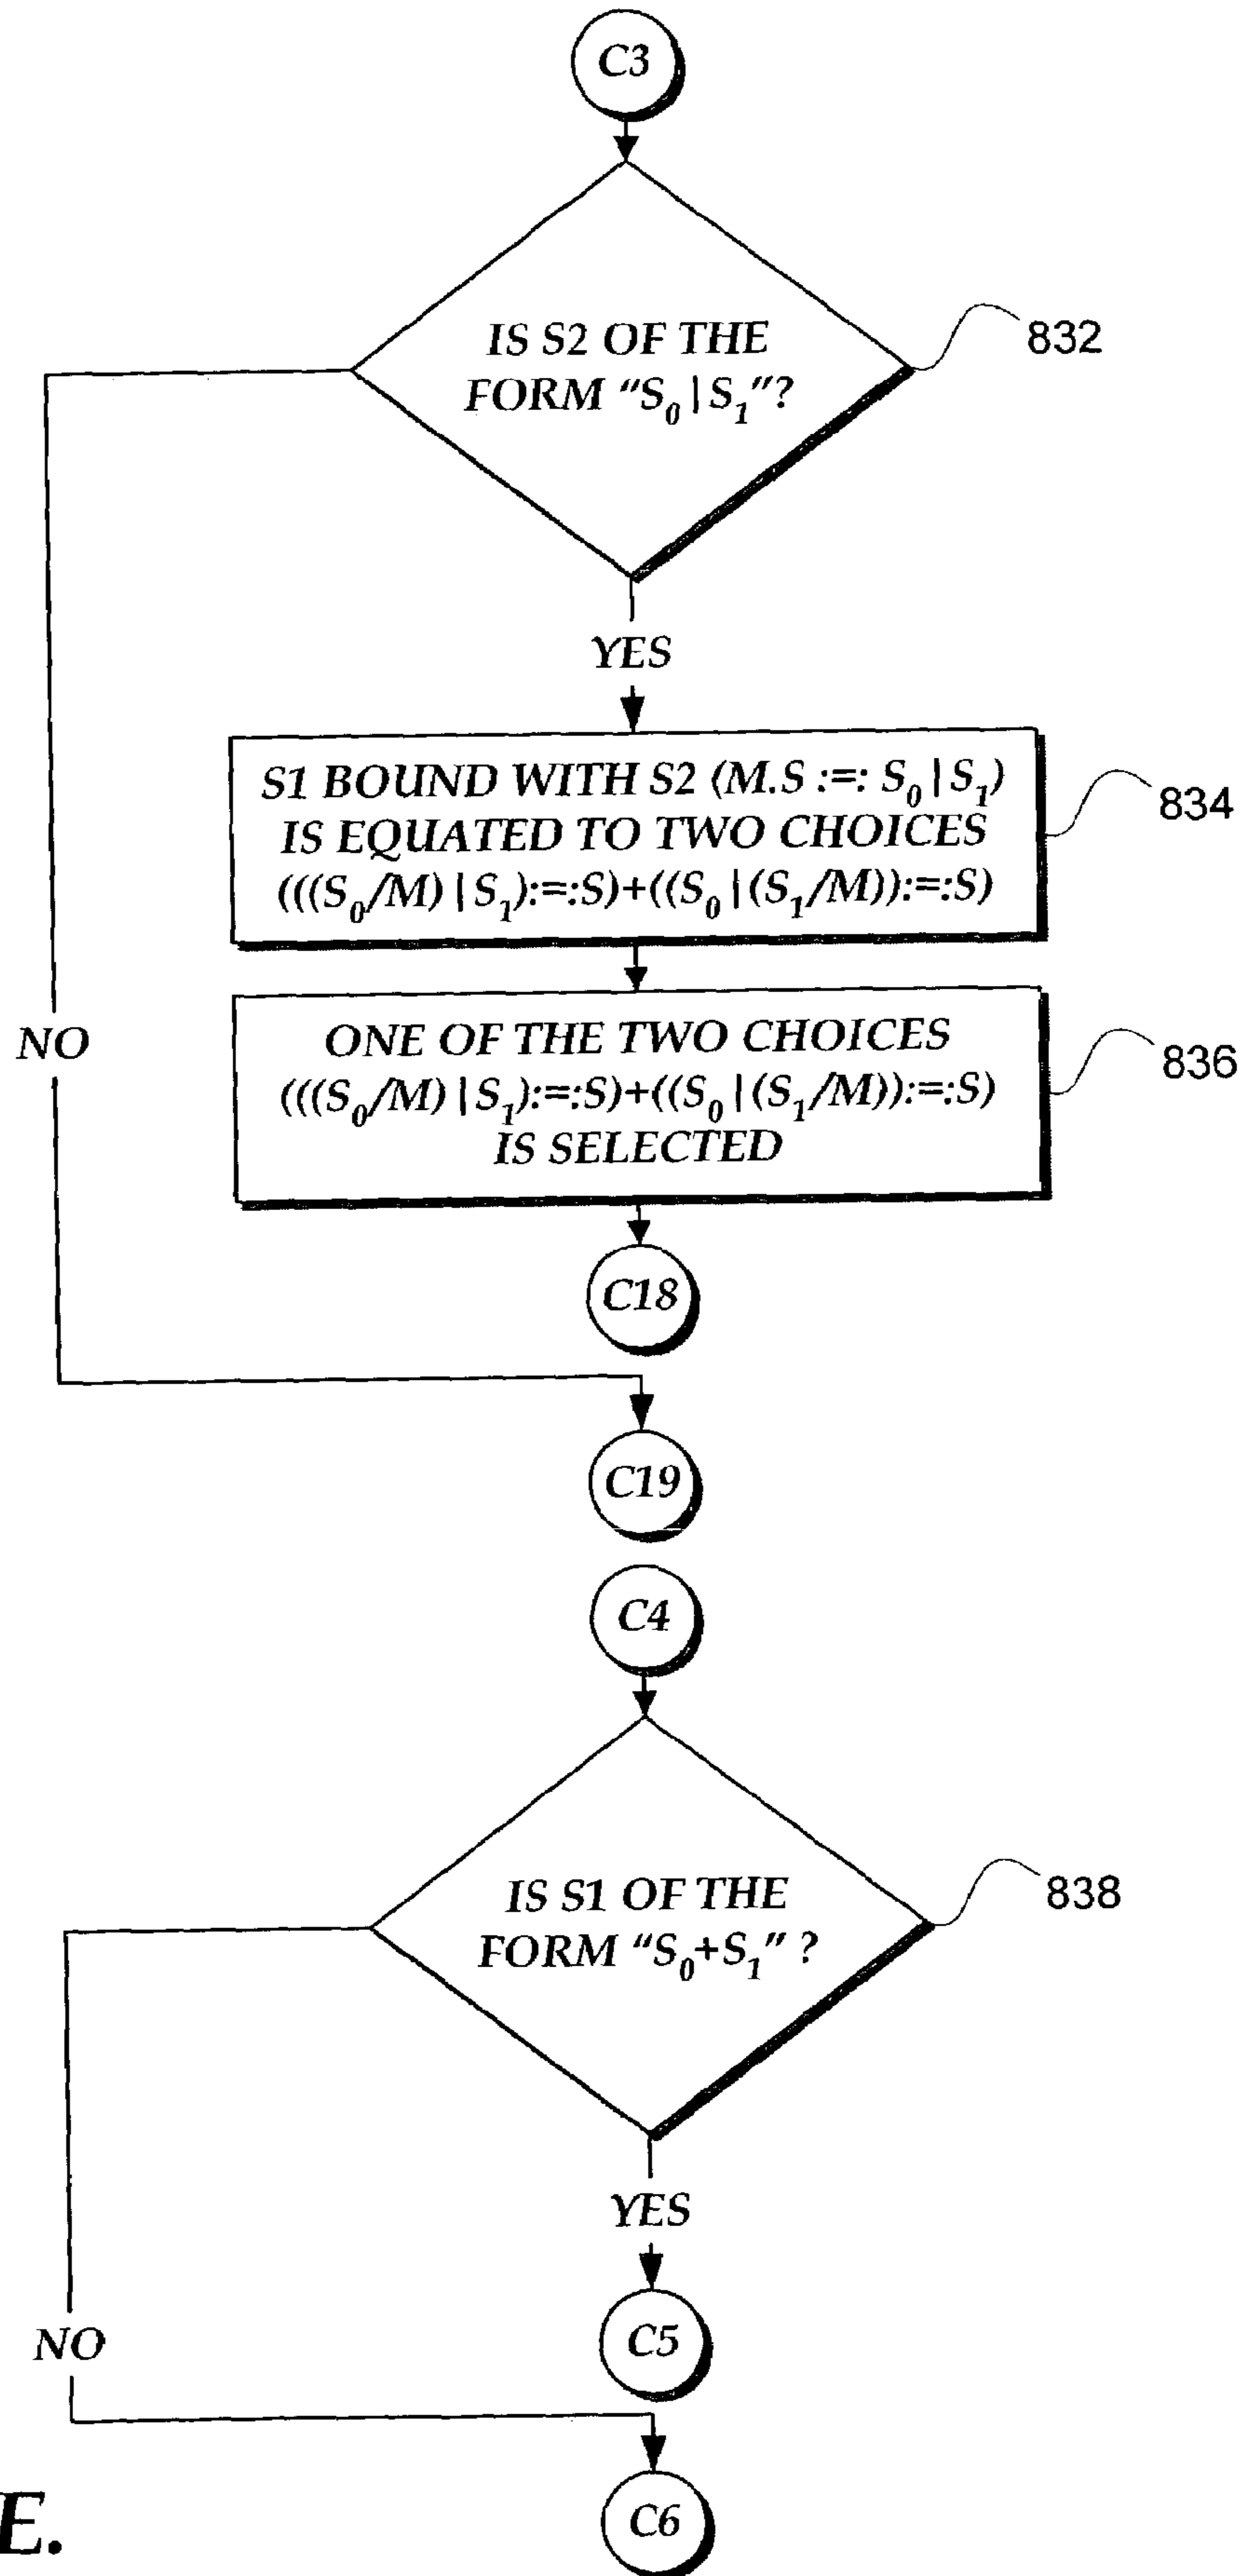 C3
IS S2 OF THE
FORM "S₀|S₁"?
832
YES
S1 BOUND WITH S2 (M.S :=: S₀|S₁)
IS EQUATED TO TWO CHOICES
(((S₀/M)|S₁):=:S)+((S₀|(S₁/M)):=:S)
834
ONE OF THE TWO CHOICES
(((S₀/M)|S₁):=:S)+((S₀|(S₁/M)):=:S)
IS SELECTED
836
NO
C18
C19
C4
IS S1 OF THE
FORM "S₀+S₁" ?
838
YES
C5
NO
C6
E.